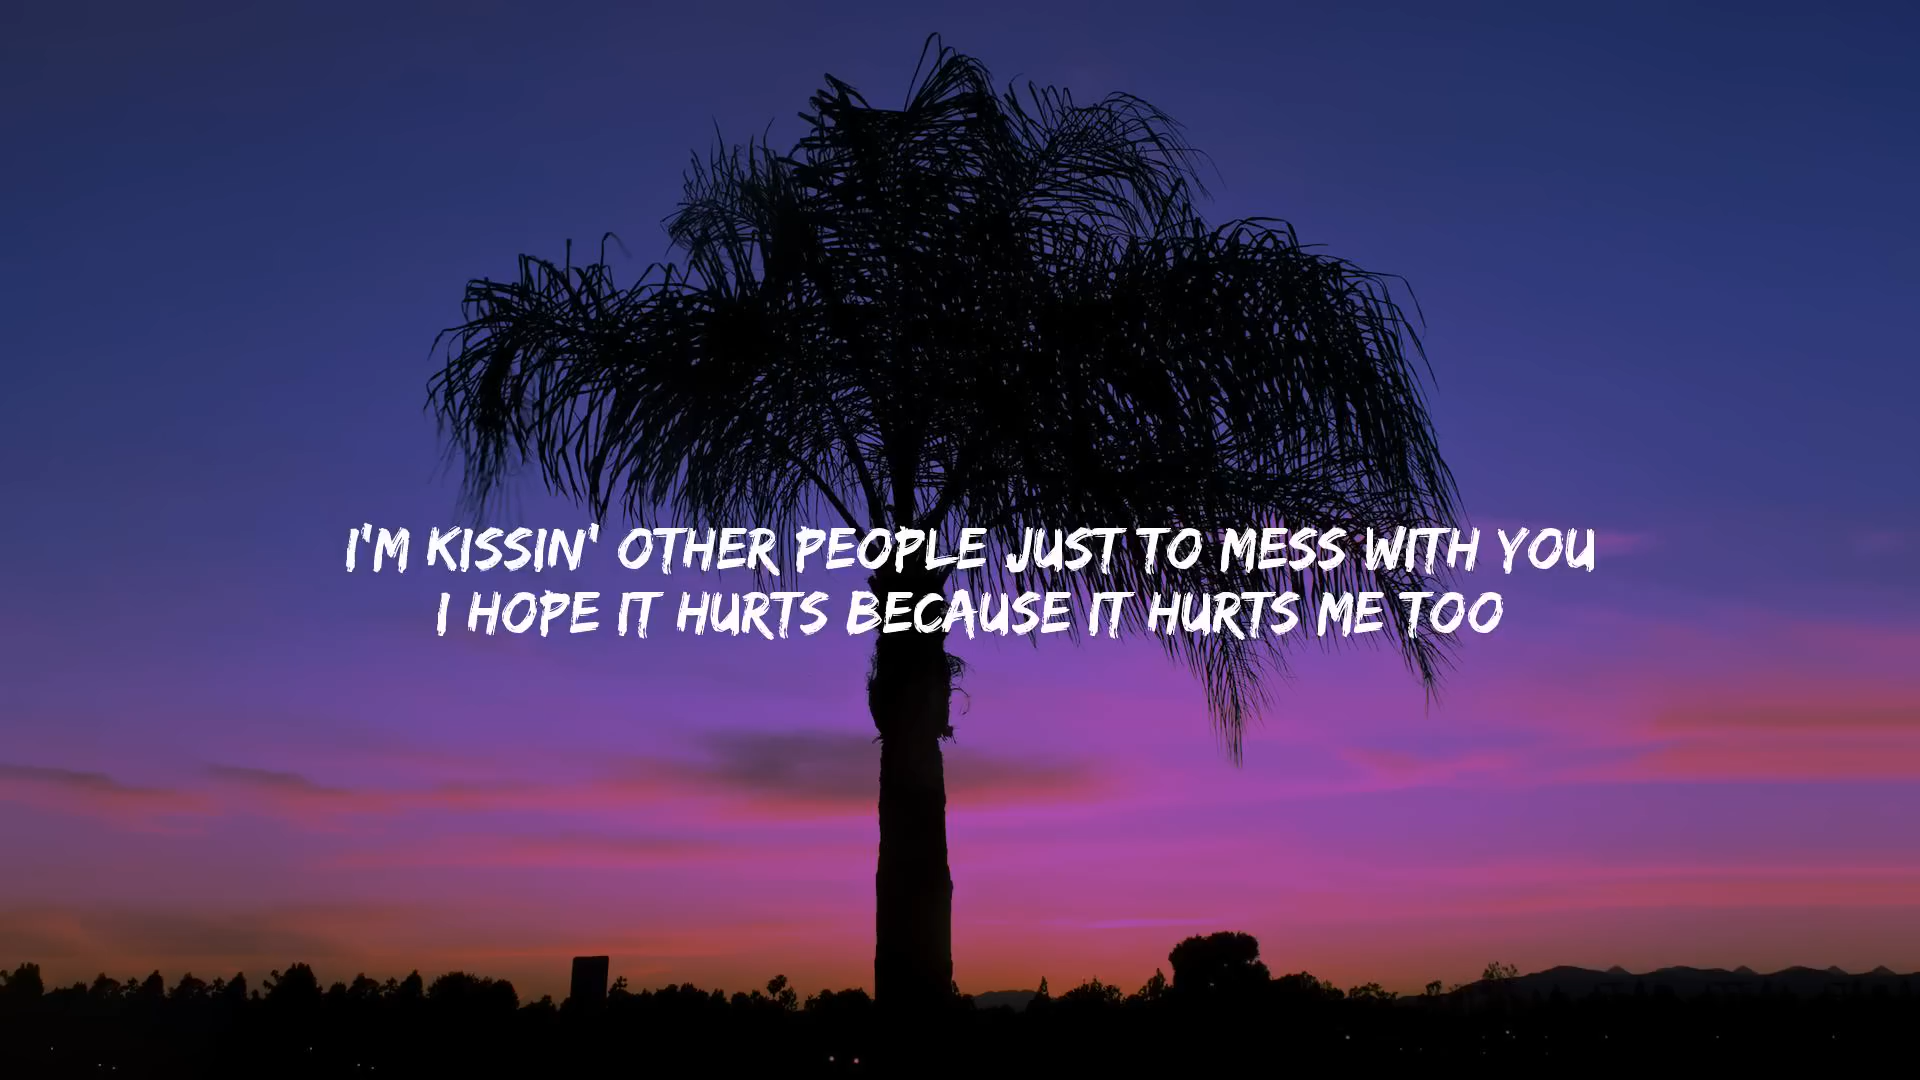 I'M KISSIN' OTHER PEOPLE JUST TO MESS WITH YOU
I HOPE IT HURTS BECAUSE IT HURTS ME TOO